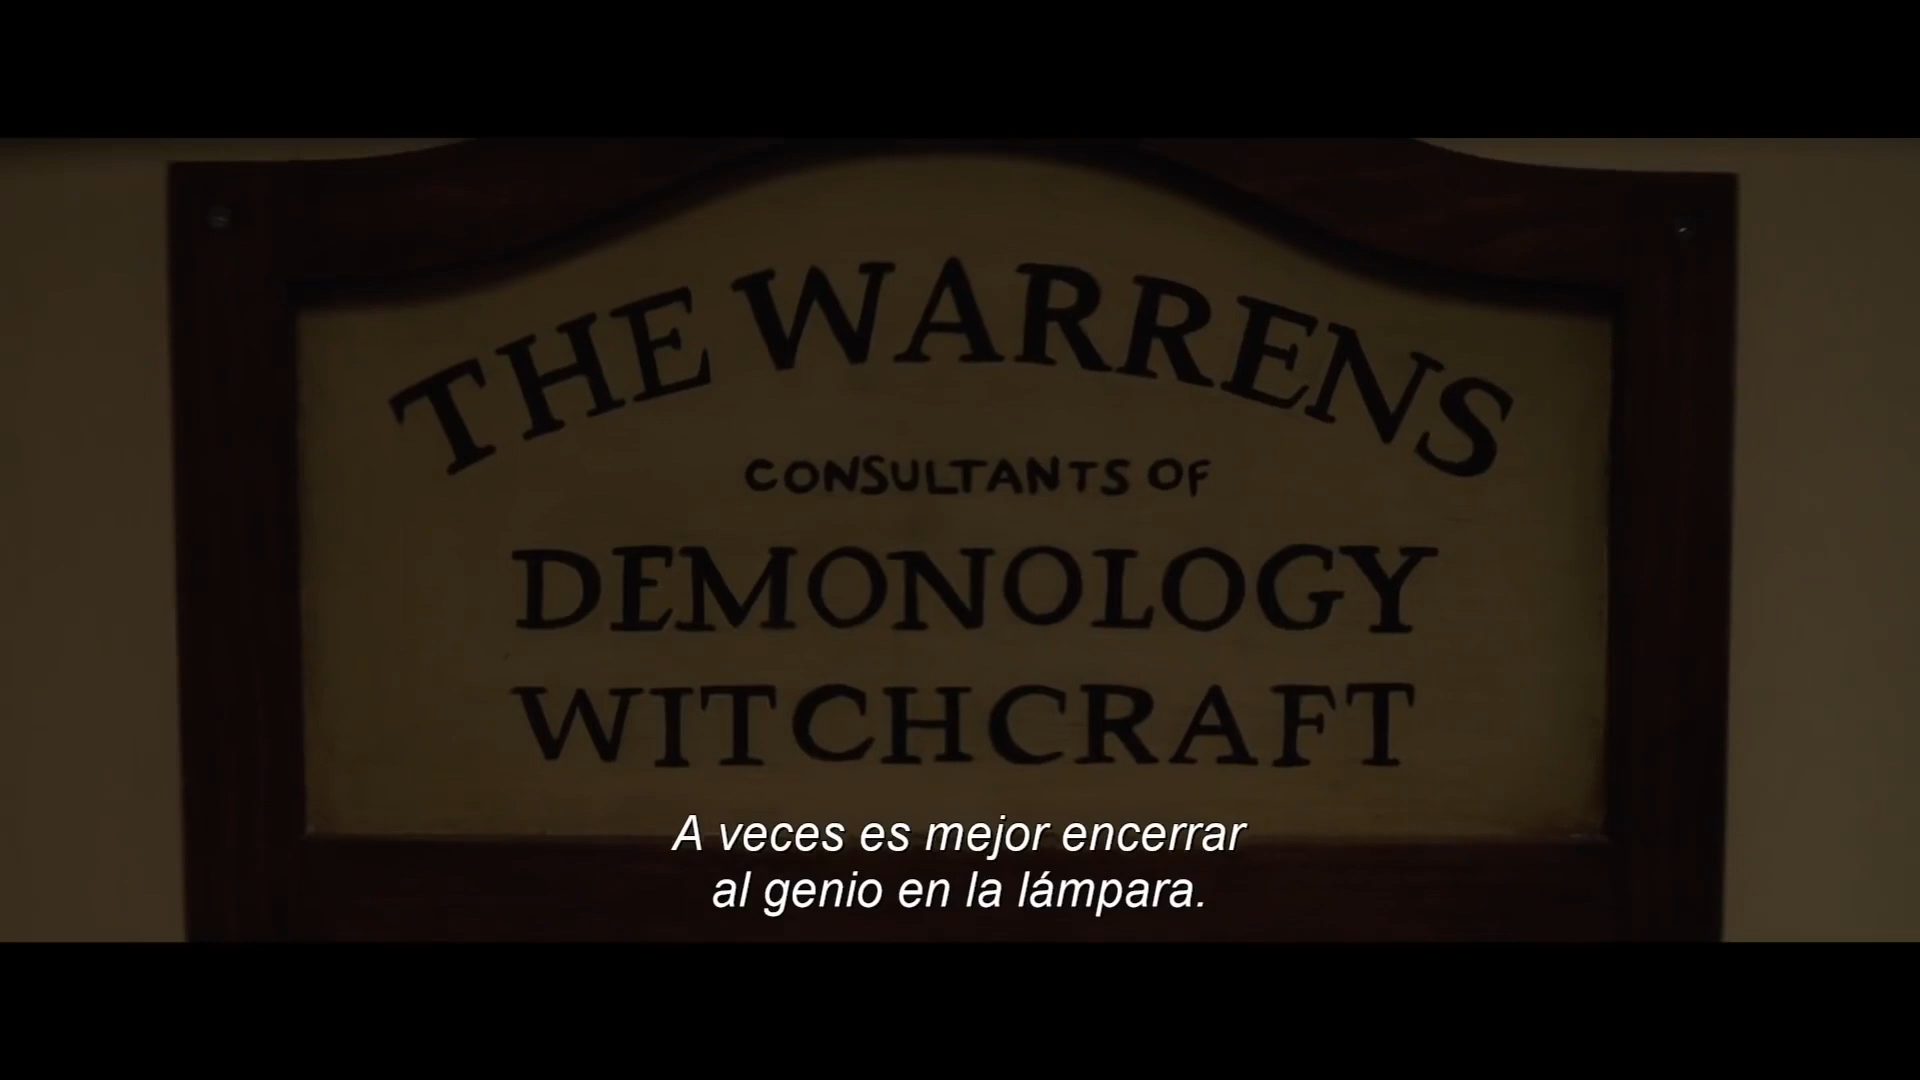 THE WARRENS
CONSULTANTS OF
DEMONOLOGY
WITCHCRAFT
A veces es mejor encerrar
al genio en la lámpara.